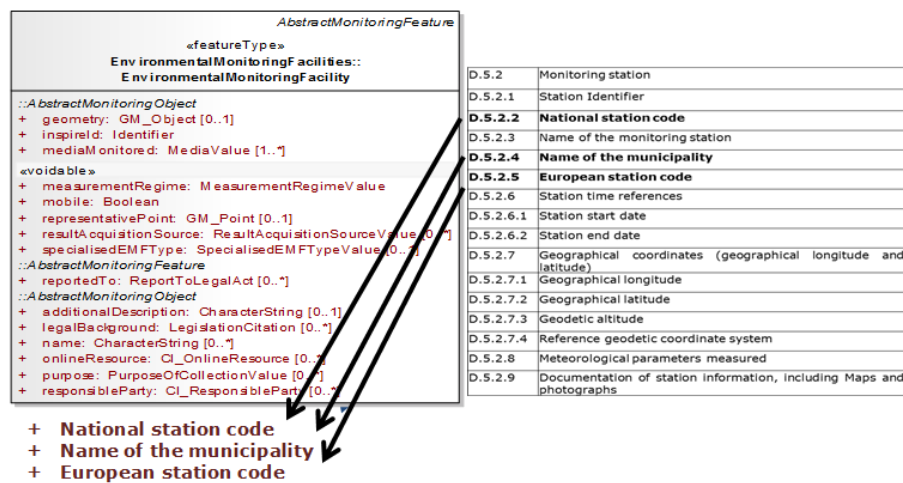 AbstractMonitoringFeature
«featureType»
EnvironmentalMonitoringFacilities::
EnvironmentalMonitoringFacility
::AbstractMonitoringObject
+ geometry: GM_Object [0..1]
+ inspireId: Identifier
+ mediaMonitored: MediaValue [1..*]
«voidable»
+ measurementRegime: MeasurementRegimeValue
+ mobile: Boolean
+ representativePoint: GM_Point [0..1]
+ resultAcquisitionSource: ResultAcquisitionSourceValue [0..*]
+ specialisedEMFType: SpecialisedEMFTypeValue [0..1]
::AbstractMonitoringFeature
+ reportedTo: ReportToLegalAct [0..*]
::AbstractMonitoringObject
+ additionalDescription: CharacterString [0..1]
+ legalBackground: LegislationCitation [0..*]
+ name: CharacterString [0..*]
+ onlineResource: CI_OnlineResource [0..*]
+ purpose: PurposeOfCollectionValue [0..*]
+ responsibleParty: CI_ResponsibleParty [0..*]
+ National station code
+ Name of the municipality
+ European station code
D.5.2 Monitoring station
D.5.2.1 Station Identifier
D.5.2.2 National station code
D.5.2.3 Name of the monitoring station
D.5.2.4 Name of the municipality
D.5.2.5 European station code
D.5.2.6 Station time references
D.5.2.6.1 Station start date
D.5.2.6.2 Station end date
D.5.2.7 Geographical coordinates (geographical longitude and
latitude)
D.5.2.7.1 Geographical longitude
D.5.2.7.2 Geographical latitude
D.5.2.7.3 Geodetic altitude
D.5.2.7.4 Reference geodetic coordinate system
D.5.2.8 Meteorological parameters measured
D.5.2.9 Documentation of station information, including Maps and
photographs